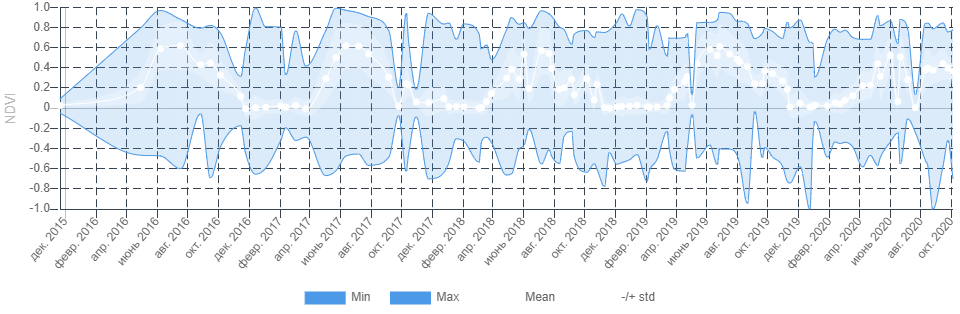 1.0
0.8
0.6
0.4
0.2
0
-0.2
-0.4
-0.6
-0.8
-1.0
NDVI
дек. 2015
февр. 2016
апр. 2016
июнь 2016
авг. 2016
окт. 2016
дек. 2016
февр. 2017
апр. 2017
июнь 2017
авг. 2017
окт. 2017
дек. 2017
февр. 2018
апр. 2018
июнь 2018
авг. 2018
окт. 2018
дек. 2018
февр. 2019
апр. 2019
июнь 2019
авг. 2019
окт. 2019
дек. 2019
февр. 2020
апр. 2020
июнь 2020
авг. 2020
окт. 2020
Min Max Mean -/+ std